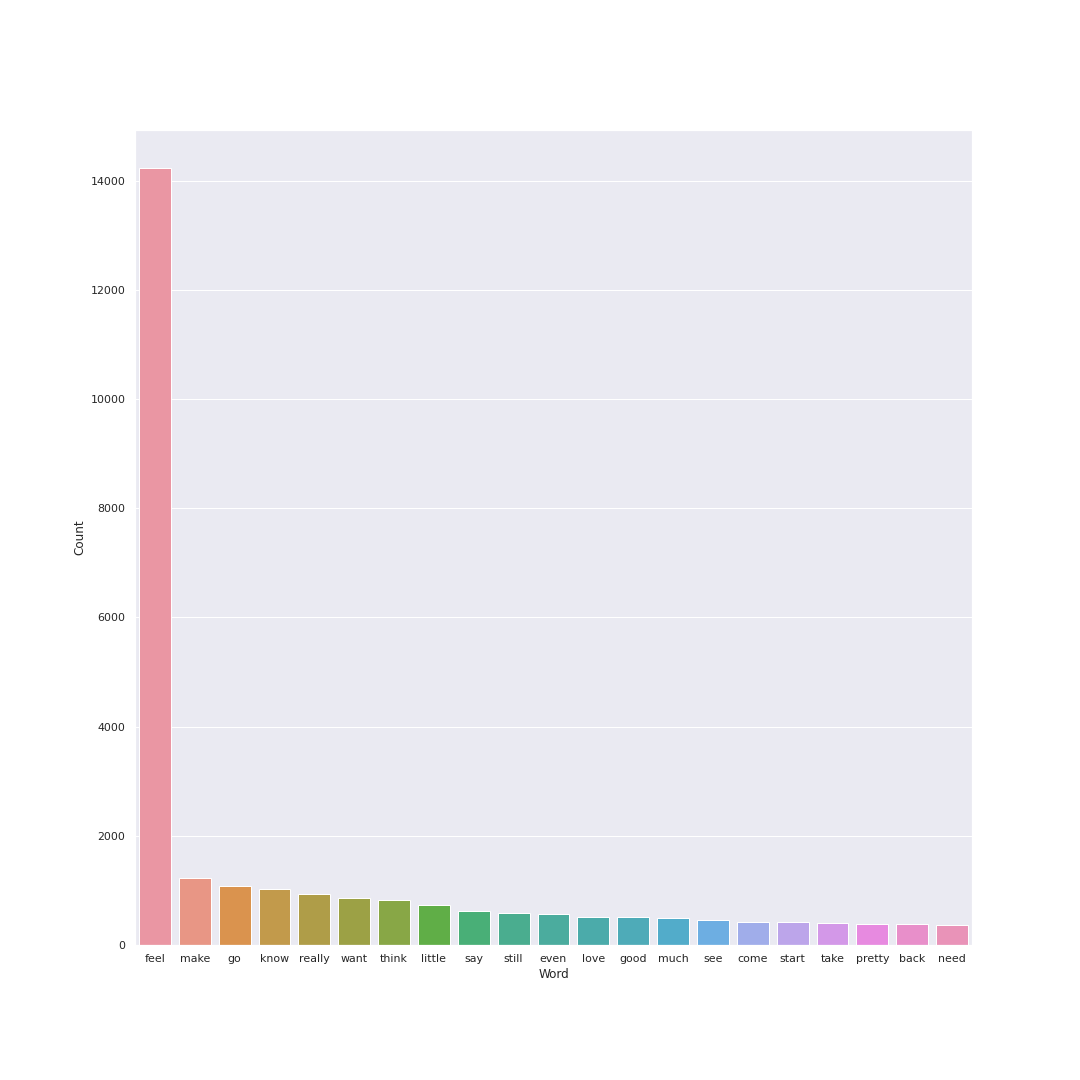 14000
12000
10000
8000
6000
4000
2000
0
Count
feel make go know really want think little say still even love good much see come start take pretty back need
Word